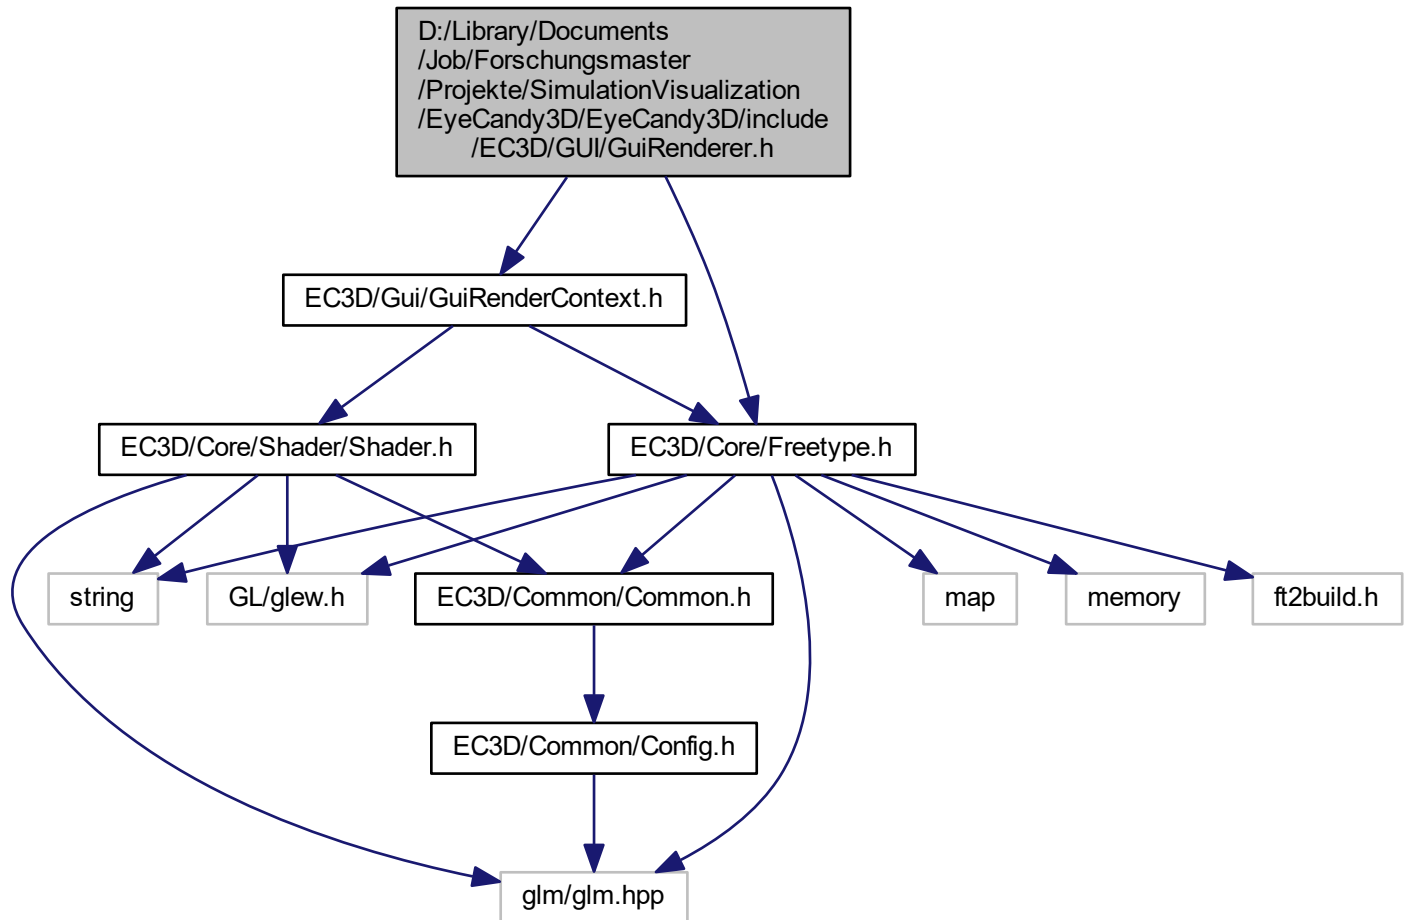 D:/Library/Documents
/Job/Forschungsmaster
/Projekte/SimulationVisualization
/EyeCandy3D/EyeCandy3D/include
/EC3D/GUI/GuiRenderer.h
EC3D/Gui/GuiRenderContext.h
EC3D/Core/Shader/Shader.h
EC3D/Core/Freetype.h
string
GL/glew.h
EC3D/Common/Common.h
map
memory
ft2build.h
EC3D/Common/Config.h
glm/glm.hpp